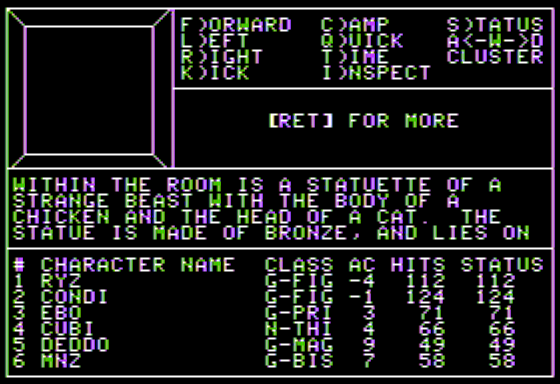 F)ORWARD C)AMP S)TATUS
L)EFT Q)UICK A<-W->D
R)IGHT T)IME CLUSTER
K)ICK I)NSPECT
[RET] FOR MORE
WITHIN THE ROOM IS A STATUETTE OF A
STRANGE BEAST WITH THE BODY OF A
CHICKEN AND THE HEAD OF A CAT. THE
STATUE IS MADE OF BRONZE, AND LIES ON
# CHARACTER NAME CLASS AC HITS STATUS
1 RYZ G-FIG -4 112 112
2 CONDI G-FIG -1 124 124
3 EBO G-PRI 3 71 71
4 CUBI N-THI 4 66 66
5 DEDDO G-MAG 9 49 49
6 MNZ G-BIS 7 58 58